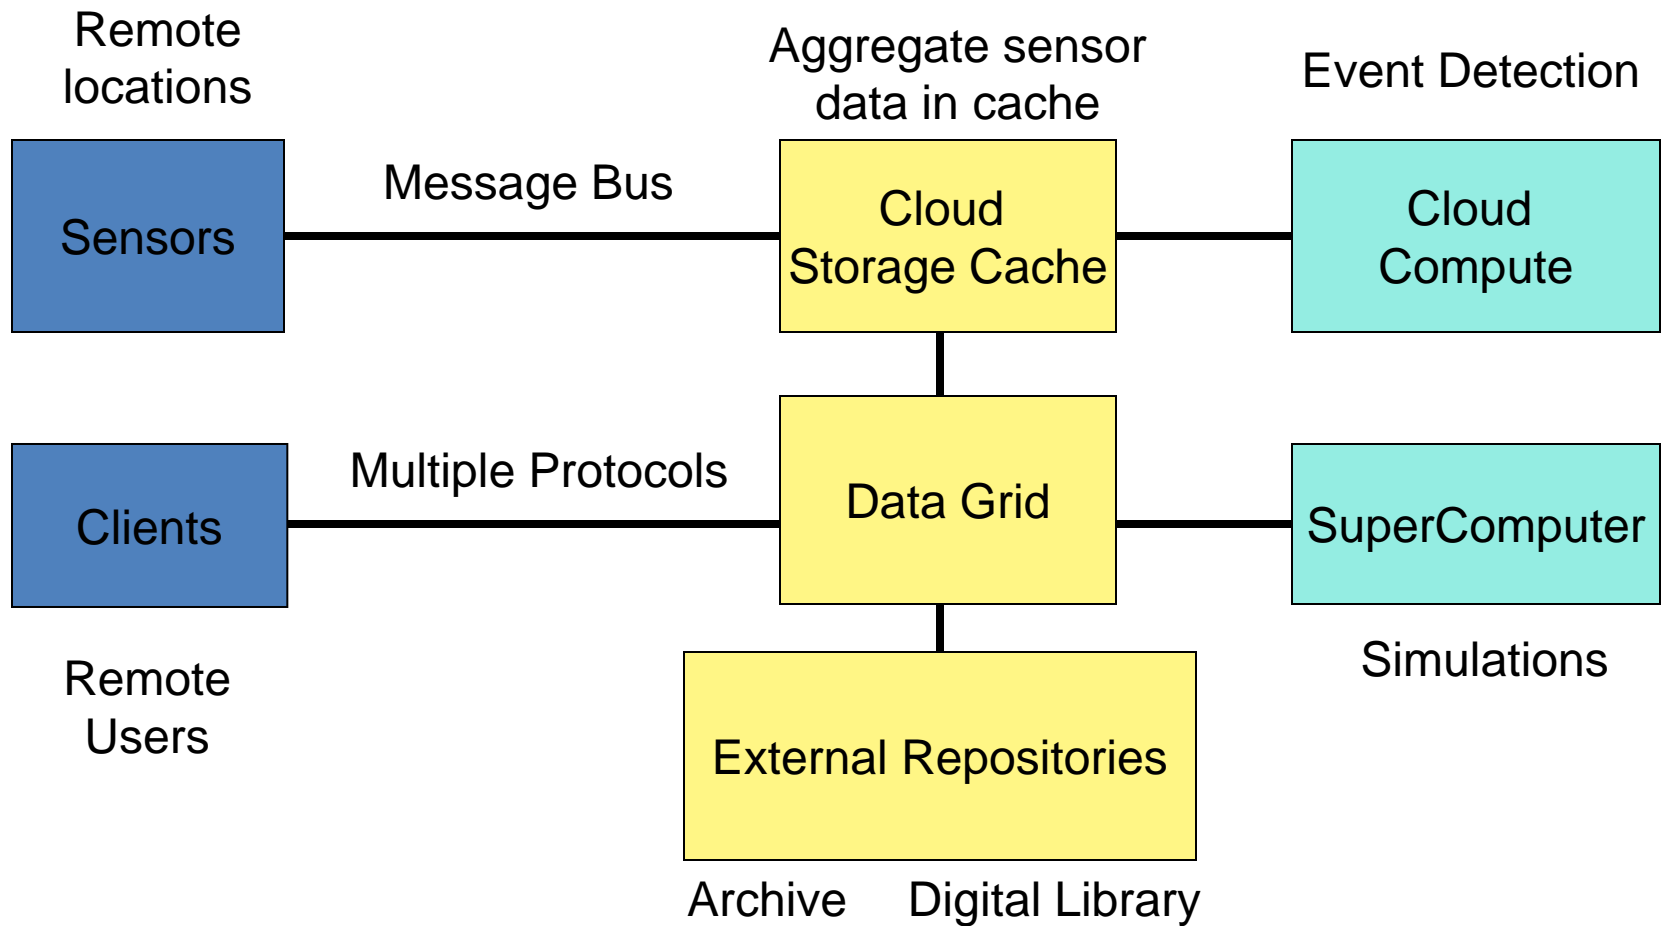 Remote
locations
Aggregate sensor
data in cache
Event Detection
Sensors
Message Bus
Cloud
Storage Cache
Cloud
Compute
Clients
Multiple Protocols
Data Grid
SuperComputer
Remote
Users
Simulations
External Repositories
Archive Digital Library